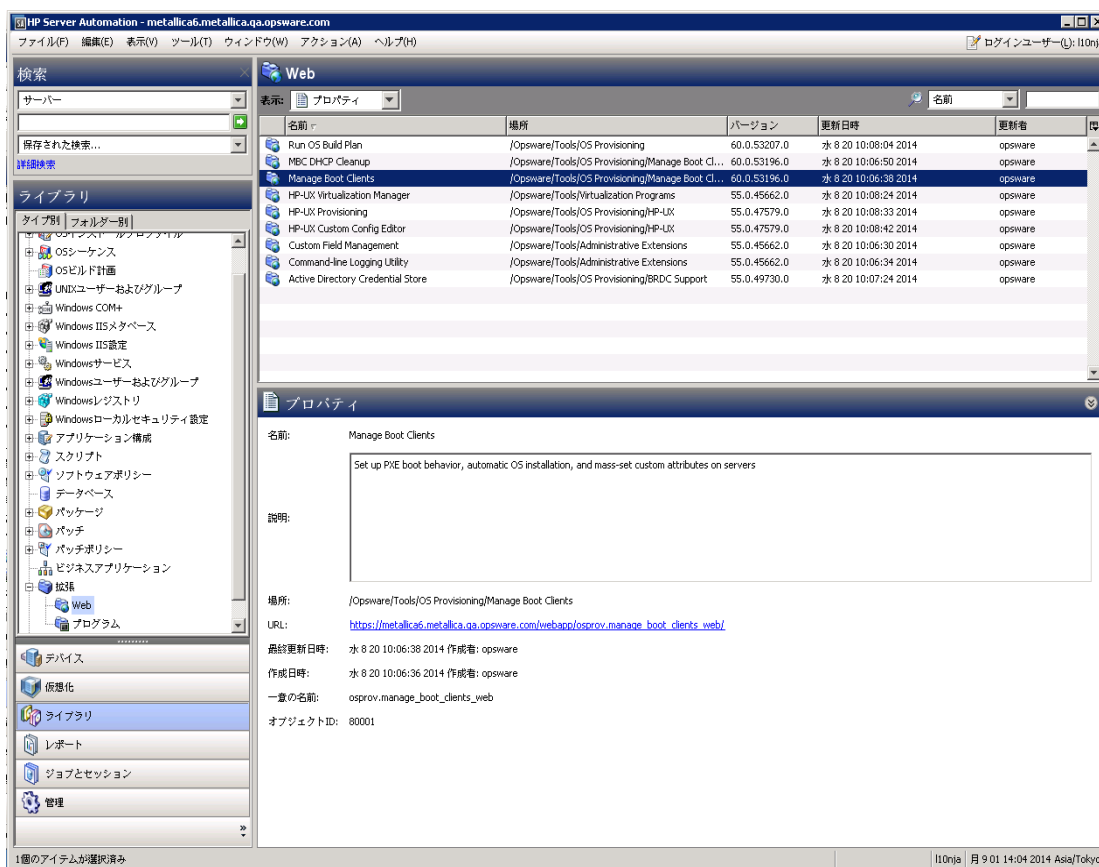 HP Server Automation - metallica6.metallica.qa.opsware.com
ファイル(F) 編集(E) 表示(V) ツール(T) ウィンドウ(W) アクション(A) ヘルプ(H)
ログインユーザー(L): l10nj
検索
サーバー
保存された検索...
詳細検索
ライブラリ
タイプ別 フォルダー別
OSインストールプロファイル
OSシーケンス
OSビルド計画
UNIXユーザーおよびグループ
Windows COM+
Windows IISメタベース
Windows IIS設定
Windowsサービス
Windowsユーザーおよびグループ
Windowsレジストリ
Windowsローカルセキュリティ設定
アプリケーション構成
スクリプト
ソフトウェアポリシー
データベース
パッケージ
パッチ
パッチポリシー
ビジネスアプリケーション
拡張
Web
プログラム
デバイス
仮想化
ライブラリ
レポート
ジョブとセッション
管理
Web
表示: プロパティ
名前
名前 場所 バージョン 更新日時 更新者
Run OS Build Plan /Opsware/Tools/OS Provisioning 60.0.53207.0 水 8 20 10:08:04 2014 opsware
MBC DHCP Cleanup /Opsware/Tools/OS Provisioning/Manage Boot Cl... 60.0.53196.0 水 8 20 10:06:50 2014 opsware
Manage Boot Clients /Opsware/Tools/OS Provisioning/Manage Boot Cl... 60.0.53196.0 水 8 20 10:06:38 2014 opsware
HP-UX Virtualization Manager /Opsware/Tools/Virtualization Programs 55.0.45662.0 水 8 20 10:08:24 2014 opsware
HP-UX Provisioning /Opsware/Tools/OS Provisioning/HP-UX 55.0.47579.0 水 8 20 10:08:33 2014 opsware
HP-UX Custom Config Editor /Opsware/Tools/OS Provisioning/HP-UX 55.0.47579.0 水 8 20 10:08:42 2014 opsware
Custom Field Management /Opsware/Tools/Administrative Extensions 55.0.45662.0 水 8 20 10:06:30 2014 opsware
Command-line Logging Utility /Opsware/Tools/Administrative Extensions 55.0.45662.0 水 8 20 10:06:34 2014 opsware
Active Directory Credential Store /Opsware/Tools/OS Provisioning/BRDC Support 55.0.49730.0 水 8 20 10:07:24 2014 opsware
プロパティ
名前: Manage Boot Clients
説明: Set up PXE boot behavior, automatic OS installation, and mass-set custom attributes on servers
場所: /Opsware/Tools/OS Provisioning/Manage Boot Clients
URL: https://metallica6.metallica.qa.opsware.com/webapp/osprov.manage_boot_clients_web/
最終更新日時: 水 8 20 10:06:38 2014 作成者: opsware
作成日時: 水 8 20 10:06:36 2014 作成者: opsware
一意の名前: osprov.manage_boot_clients_web
オブジェクトID: 80001
1個のアイテムが選択済み
l10nja 月 9 01 14:04 2014 Asia/Tokyo